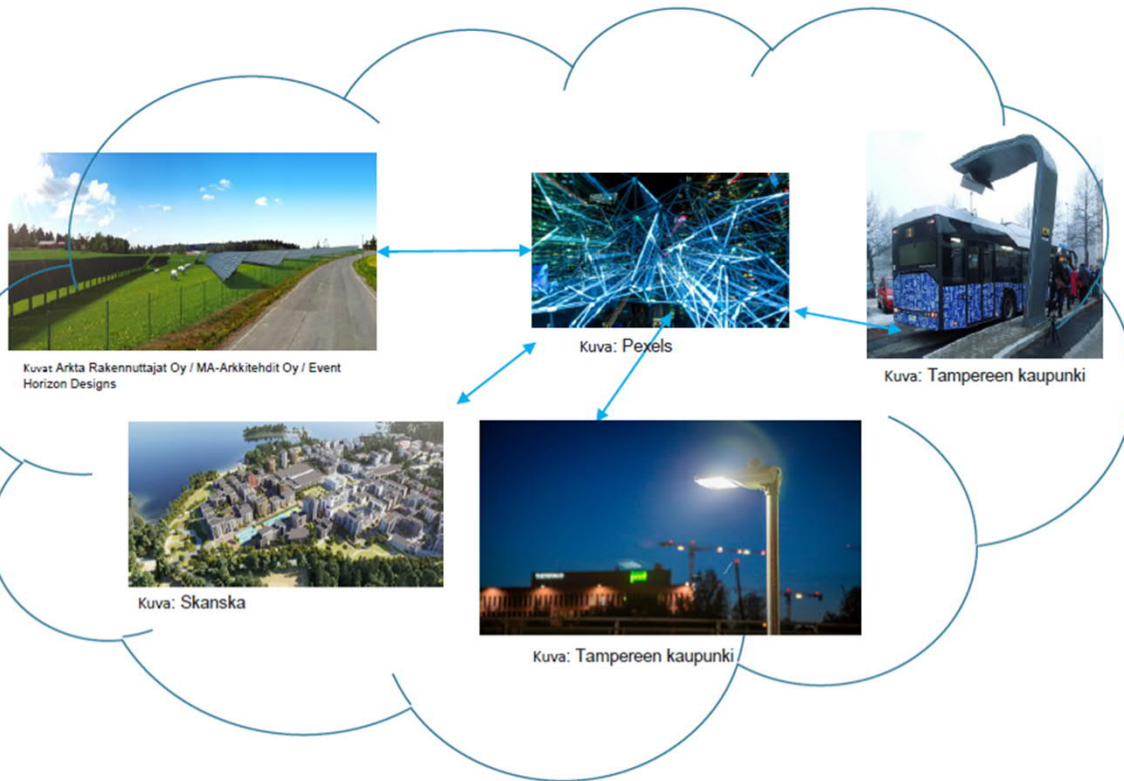 Kuva: Pexels
Kuvat Arkta Rakennuttajat Oy / MA-Arkkitehdit Oy / Event
Horizon Designs
Kuva: Tampereen kaupunki
Kuva: Skanska
Kuva: Tampereen kaupunki